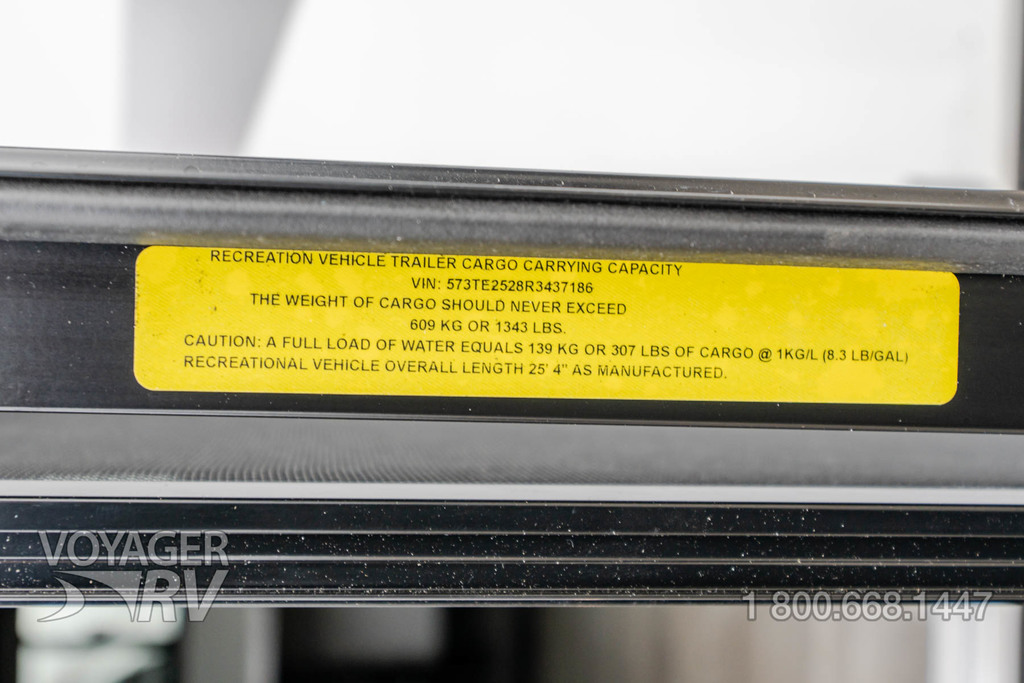 RECREATION VEHICLE TRAILER CARGO CARRYING CAPACITY
VIN: 573TE2528R3437186
THE WEIGHT OF CARGO SHOULD NEVER EXCEED
609 KG OR 1343 LBS.
CAUTION: A FULL LOAD OF WATER EQUALS 139 KG OR 307 LBS OF CARGO @ 1KG/L (8.3 LB/GAL)
RECREATIONAL VEHICLE OVERALL LENGTH 25' 4" AS MANUFACTURED.
VOYAGER
RV
1 800.668.1447